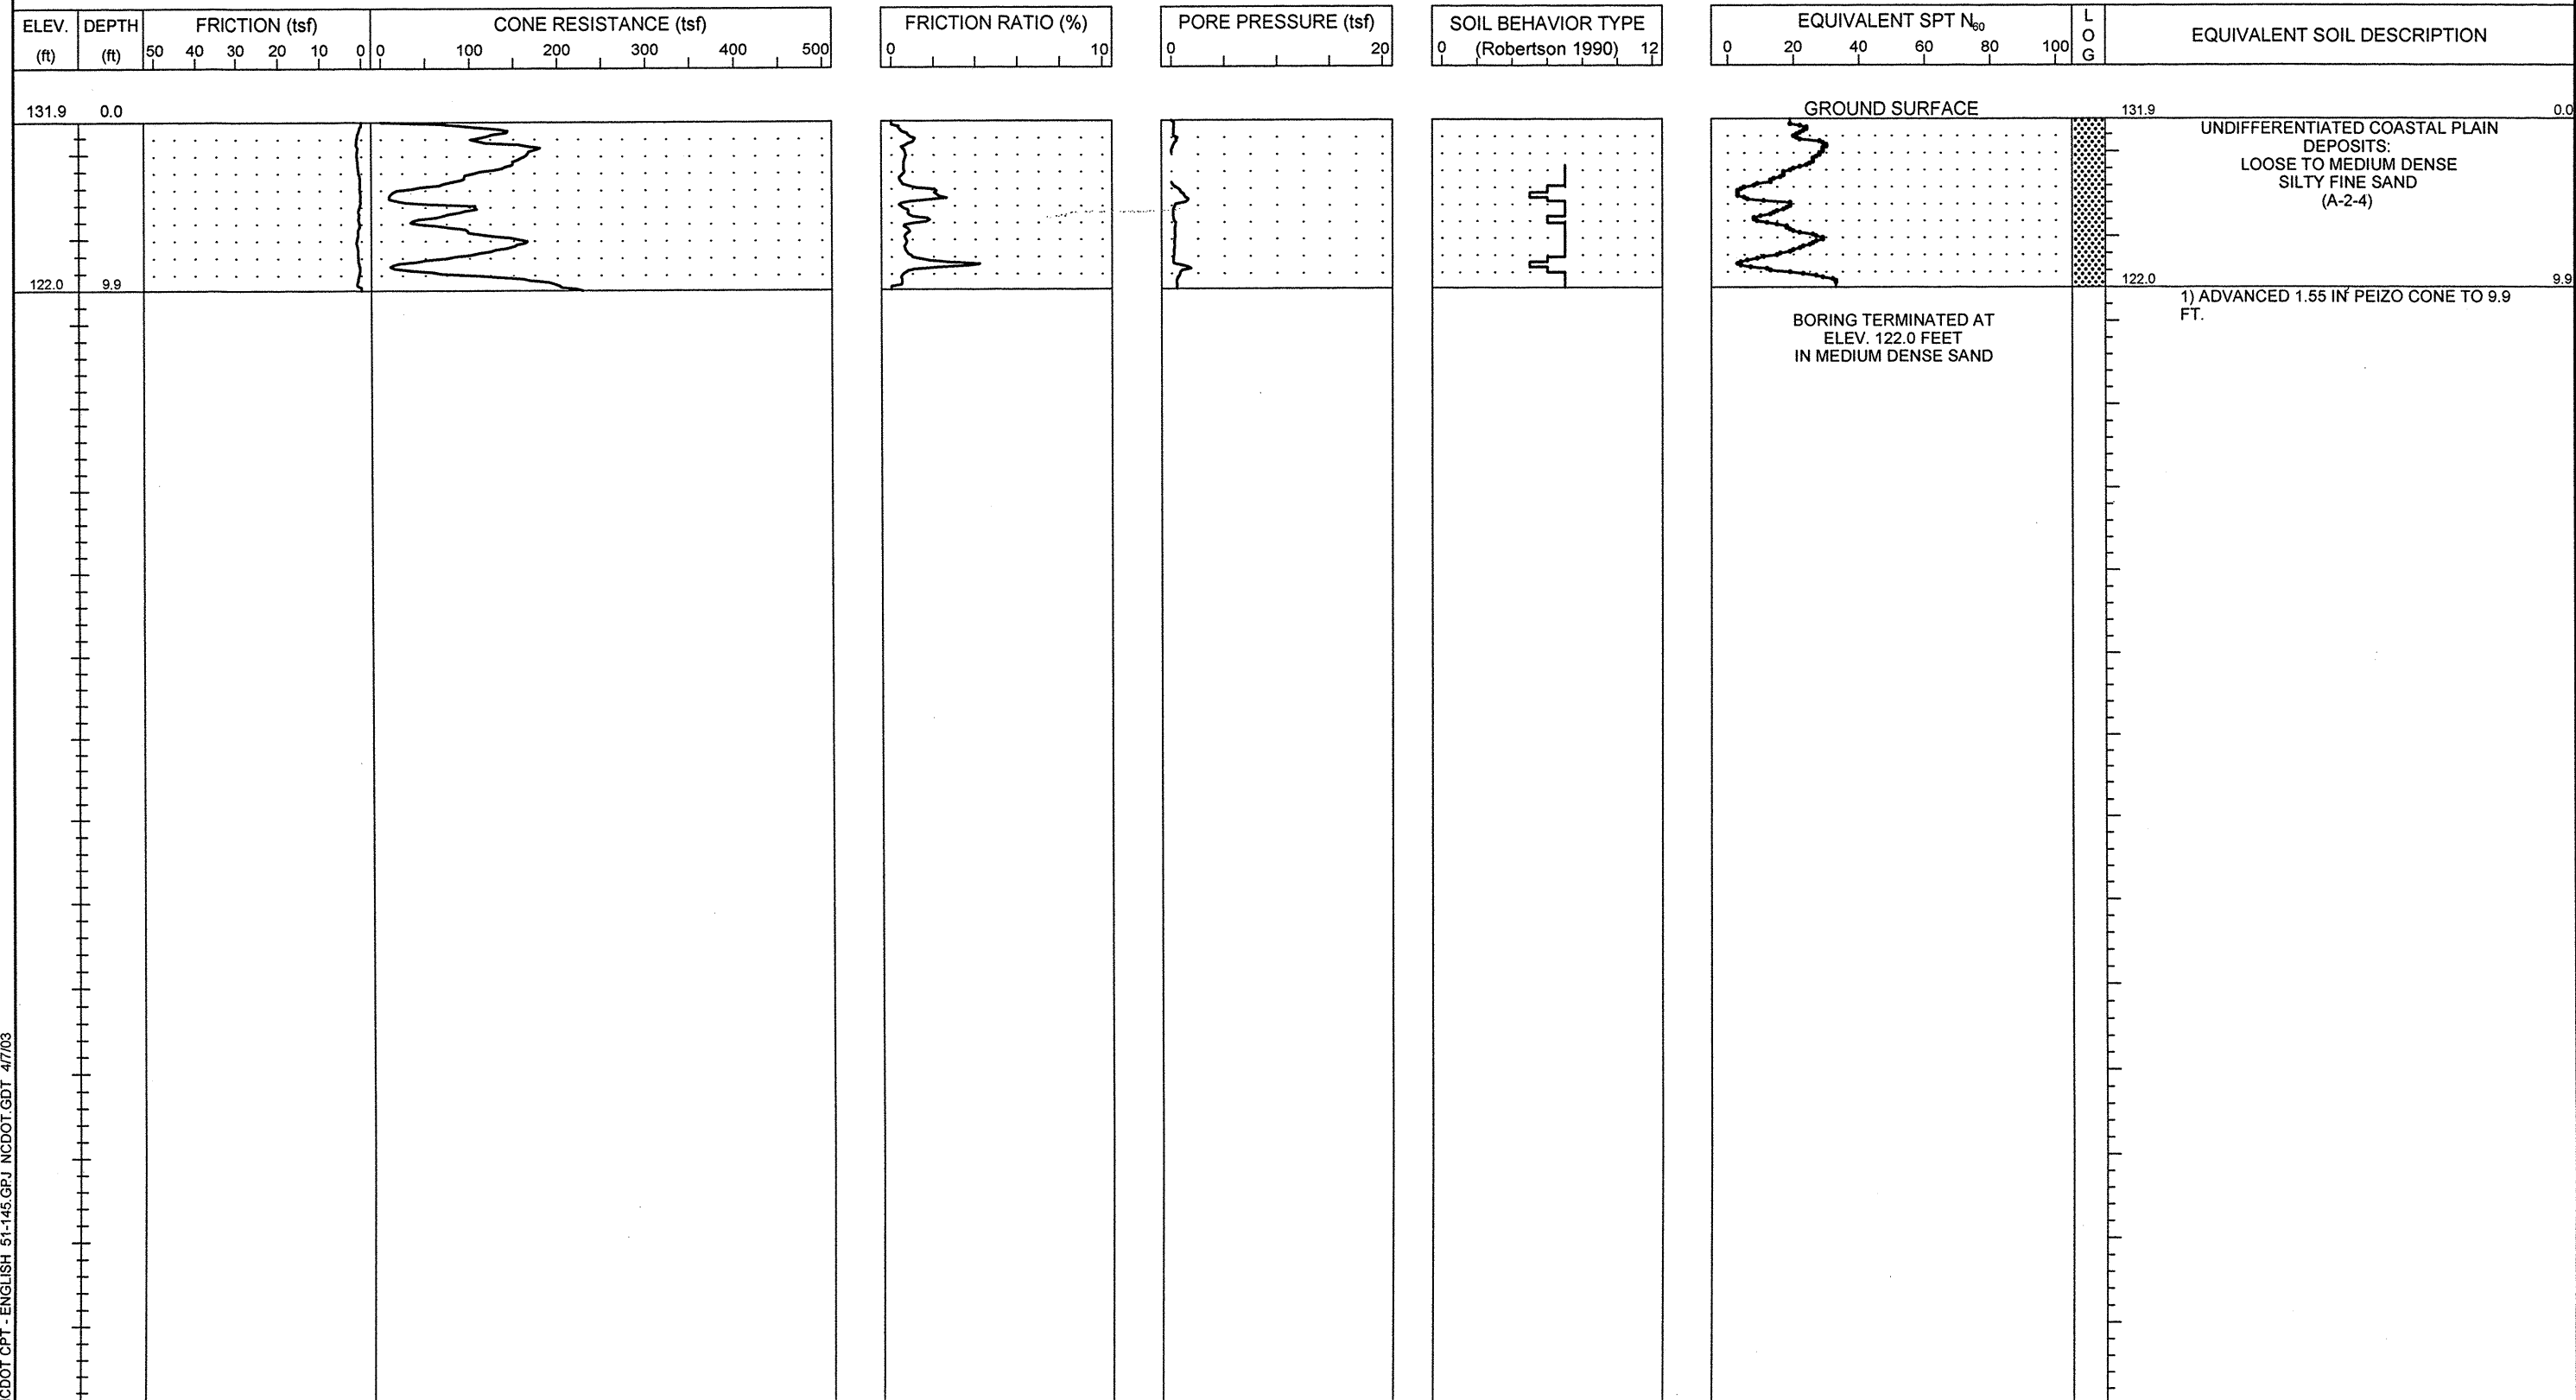 ELEV. DEPTH FRICTION (tsf) CONE RESISTANCE (tsf) FRICTION RATIO (%) PORE PRESSURE (tsf) SOIL BEHAVIOR TYPE EQUIVALENT SPT N60 L O G EQUIVALENT SOIL DESCRIPTION
(ft) (ft) 50 40 30 20 10 0 0 100 200 300 400 500 0 10 0 20 0 (Robertson 1990) 12 0 20 40 60 80 100
131.9 0.0 GROUND SURFACE 131.9 0.0
UNDIFFERENTIATED COASTAL PLAIN
DEPOSITS:
LOOSE TO MEDIUM DENSE
SILTY FINE SAND
(A-2-4)
122.0 9.9 122.0 9.9
1) ADVANCED 1.55 IN PEIZO CONE TO 9.9
FT.
BORING TERMINATED AT
ELEV. 122.0 FEET
IN MEDIUM DENSE SAND
CDOT CPT - ENGLISH 51-145.GPJ NCDOT.GDT 4/7/03